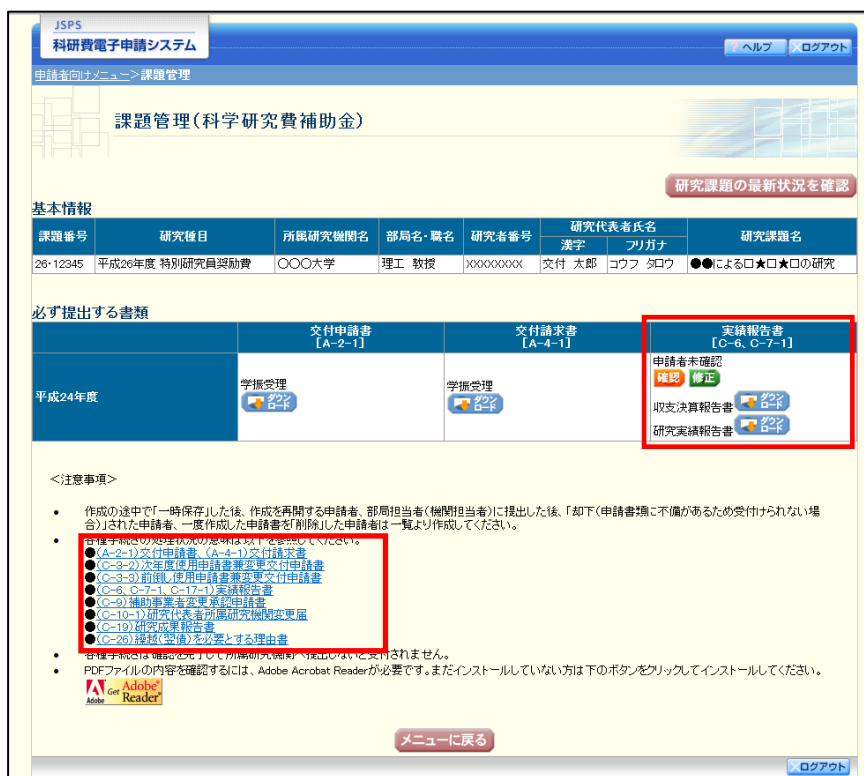 JSPS
科研費電子申請システム
? ヘルプ
ログアウト
申請者向けメニュー>課題管理
課題管理(科学研究費補助金)
研究課題の最新状況を確認
基本情報
課題番号 研究種目 所属研究機関名 部局名・職名 研究者番号 研究代表者氏名 研究課題名
漢字 フリガナ
26-12345 平成26年度 特別研究員奨励費 〇〇〇大学 理工 教授 XXXXXXXX 交付 太郎 コウフ タロウ ●●による□★□★□の研究
必ず提出する書類
交付申請書 交付請求書 実績報告書
[A-2-1] [A-4-1] [C-6、C-7-1]
平成24年度
学振受理
ダウンロード
学振受理
ダウンロード
申請者未確認
確認 修正
収支決算報告書 ダウンロード
研究実績報告書 ダウンロード
<注意事項>
• 作成の途中で「一時保存」した後、作成を再開する申請者、部局担当者(機関担当者)に提出した後、「却下(申請書類に不備があるため受付けられない場
合)」された申請者、一度作成した申請書を「削除」した申請者は一覧より作成してください。
• 各種手続きの処理状況の意味は以下を参照してください。
●(A-2-1)交付申請書、(A-4-1)交付請求書
●(C-3-2)次年度使用申請書兼変更交付申請書
●(C-3-3)前倒し使用申請書兼変更交付申請書
●(C-6、C-7-1、C-17-1)実績報告書
●(C-9)補助事業者変更承認申請書
●(C-10-1)研究代表者所属研究機関変更届
●(C-19)研究成果報告書
●(C-26)繰越(翌債)を必要とする理由書
• 各種手続きは確認を完了して所属研究機関へ提出しないと受付されません。
• PDFファイルの内容を確認するには、Adobe Acrobat Readerが必要です。まだインストールしていない方は下のボタンをクリックしてインストールしてください。
Adobe Get Adobe® Reader®
メニューに戻る
ログアウト